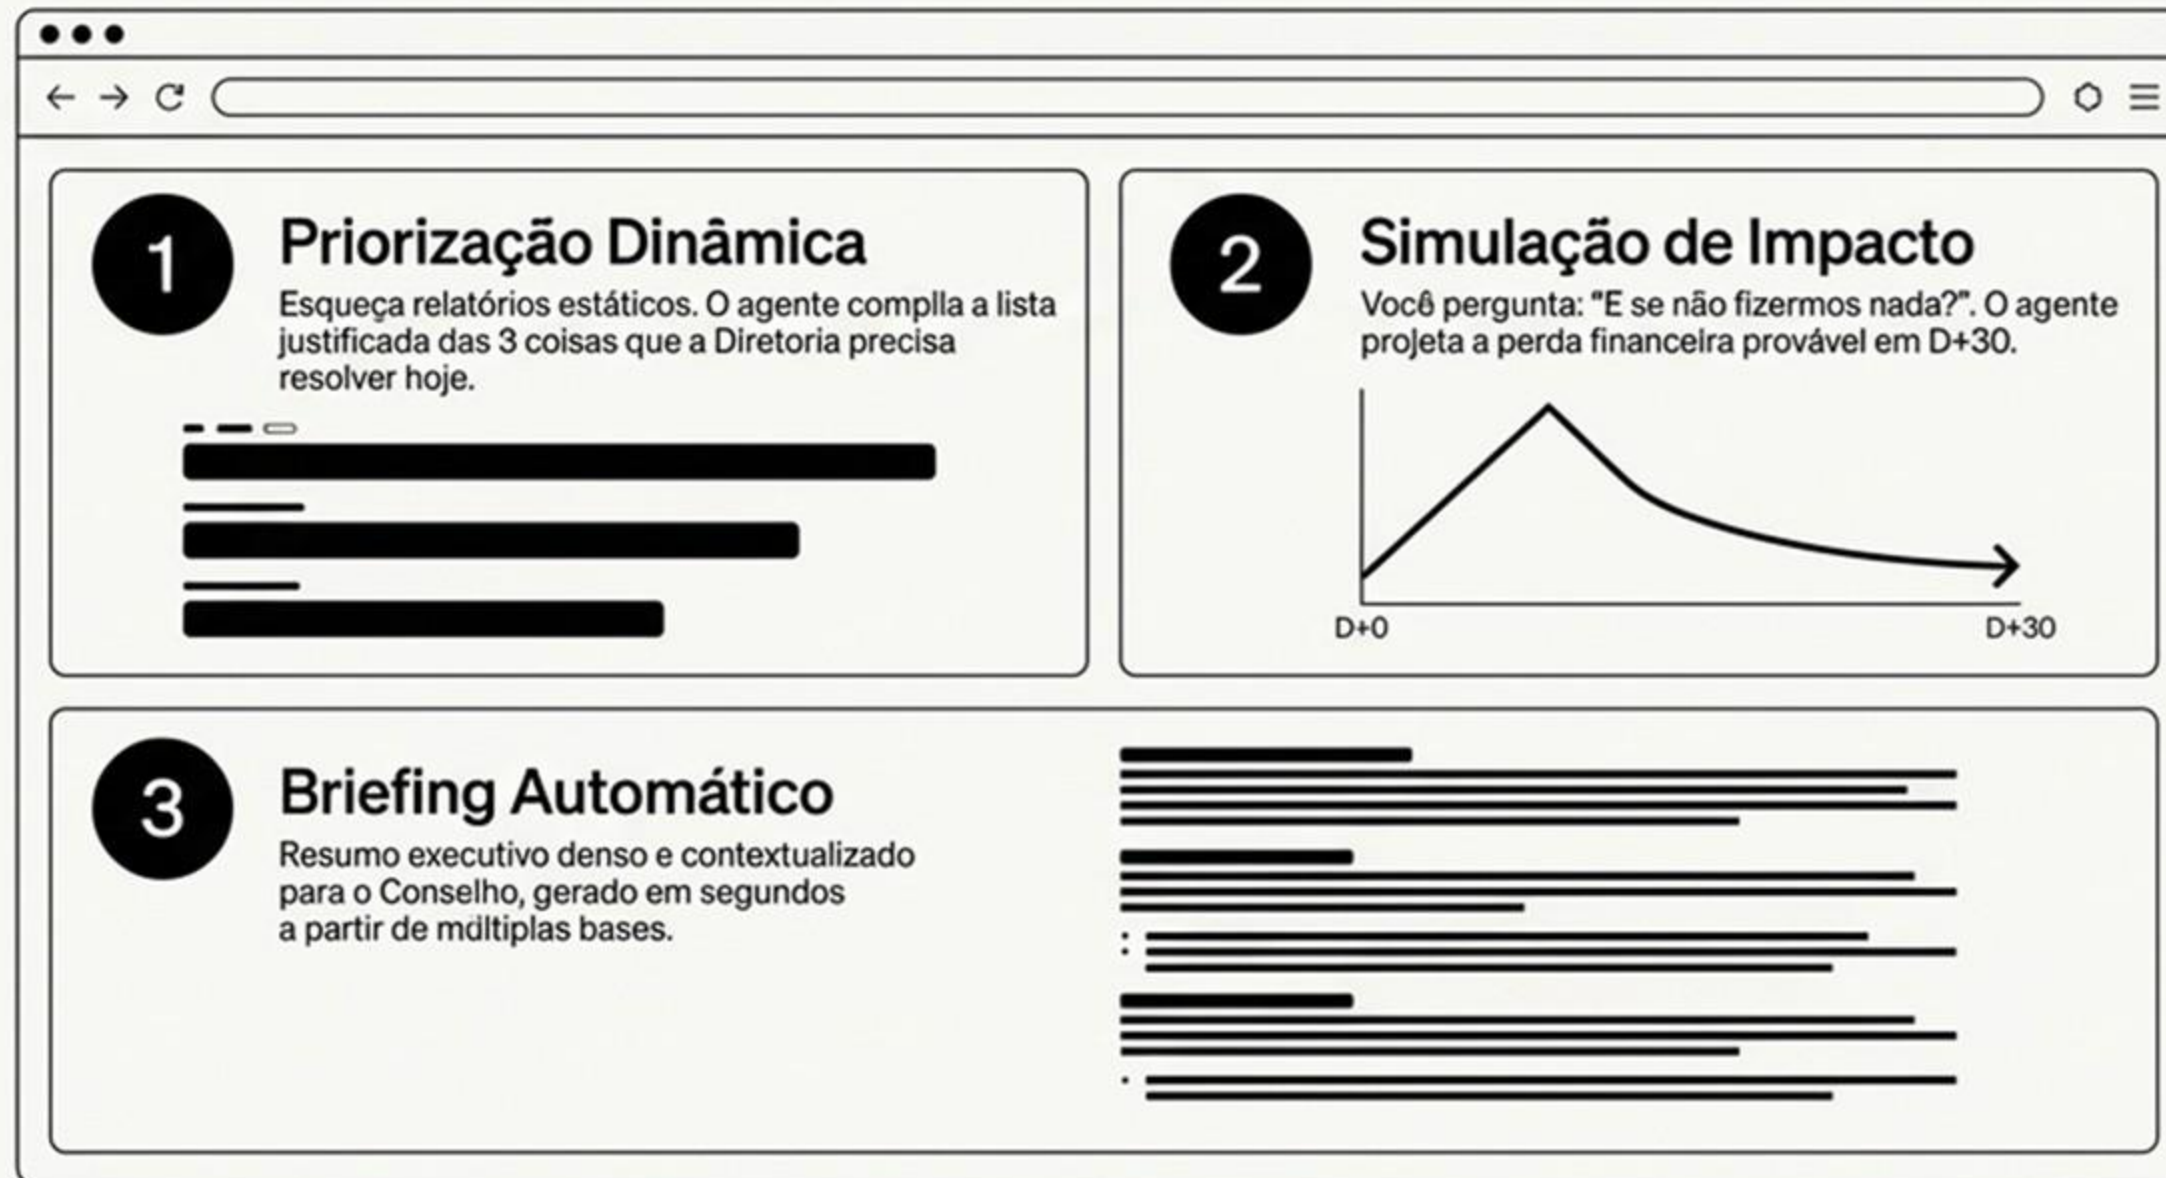 1
Priorização Dinâmica
Esqueça relatórios estáticos. O agente complla a lista
justificada das 3 coisas que a Diretoria precisa
resolver hoje.
2
Simulação de Impacto
Você pergunta: "E se não fizermos nada?". O agente
projeta a perda financelra provável em D+30.
D+0
D+30
3
Briefing Automático
Resumo executivo denso e contextualizado
para o Conselho, gerado em segundos
a partir de mdltiplas bases.